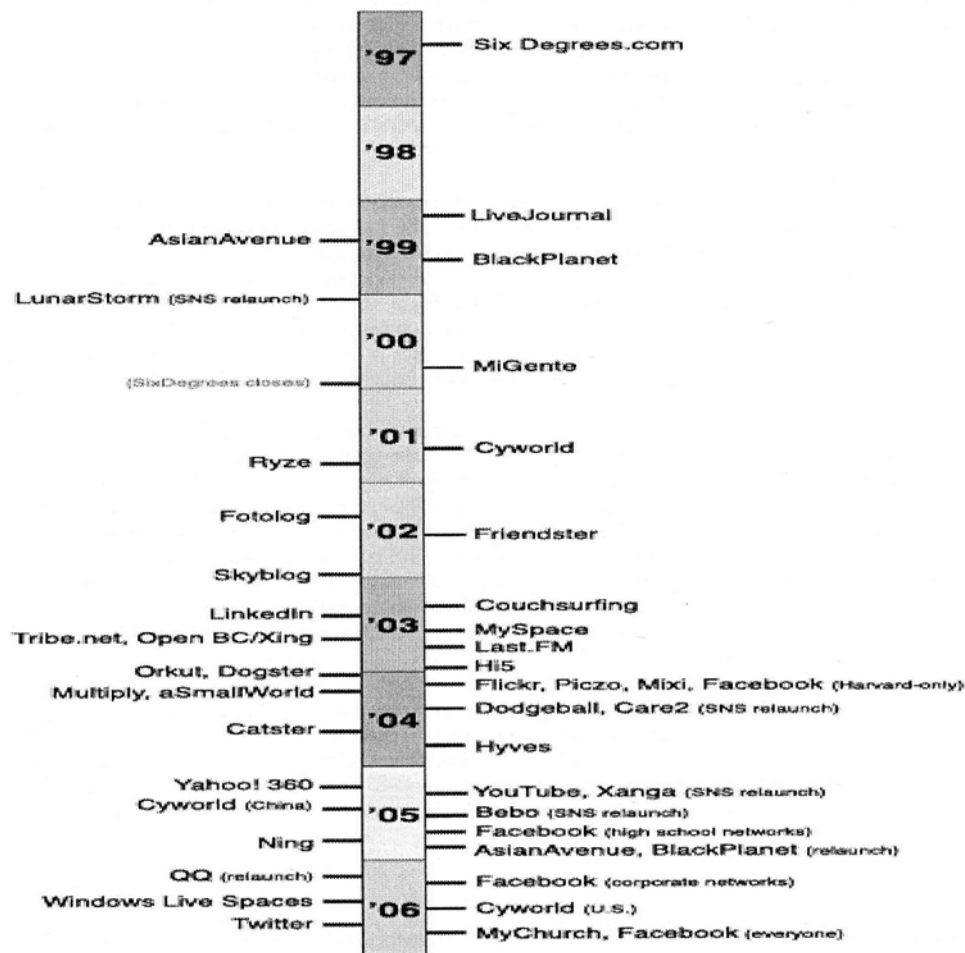 Six Degrees.com
'97
'98
LiveJournal
AsianAvenue
'99
BlackPlanet
LunarStorm (SNS relaunch)
'00
MiGente
(SixDegrees closes)
'01
Cyworld
Ryze
Fotolog
'02
Friendster
Skyblog
Couchsurfing
LinkedIn
'03
MySpace
Tribe.net, Open BC/Xing
Last.FM
Hi5
Orkut, Dogster
Flickr, Piczo, Mixi, Facebook (Harvard-only)
Multiply, aSmallWorld
Dodgeball, Care2 (SNS relaunch)
'04
Catster
Hyves
Yahoo! 360
YouTube, Xanga (SNS relaunch)
Cyworld (China)
'05
Bebo (SNS relaunch)
Facebook (high school networks)
Ning
AsianAvenue, BlackPlanet (relaunch)
QQ (relaunch)
Facebook (corporate networks)
Windows Live Spaces
'06
Cyworld (U.S.)
Twitter
MyChurch, Facebook (everyone)